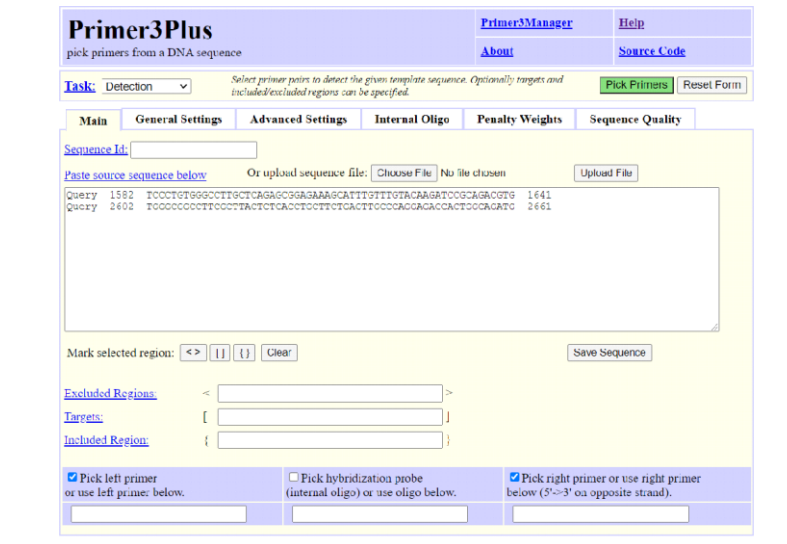 Primer3Plus
pick primers from a DNA sequence
Primer3Manager Help
About Source Code
Task: Detection
Select primer pairs to detect the given template sequence. Optionally targets and
included/excluded regions can be specified.
Pick Primers Reset Form
Main General Settings Advanced Settings Internal Oligo Penalty Weights Sequence Quality
Sequence Id:
Paste source sequence below Or upload sequence file: Choose File No file chosen Upload File
Query 1582 TCCCTGTGGGCCTTGCTCAGAGCGGAGAAAGCATTTGTTTGTACAAGATCCGCAGACGTG 1641
Query 2602 2661
Mark selected region: <> [ ] { } Clear Save Sequence
Excluded Regions: < >
Targets: [ ]
Included Region: { }
Pick left primer
or use left primer below.
Pick hybridization probe
(internal oligo) or use oligo below.
Pick right primer or use right primer
below (5'->3' on opposite strand).